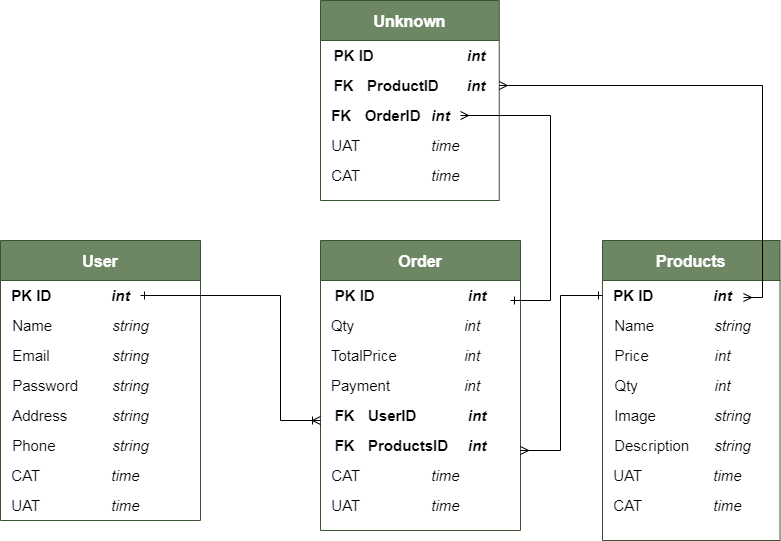 Unknown
PK ID int
FK ProductID int
FK OrderID int
UAT time
CAT time
User
PK ID int
Name string
Email string
Password string
Address string
Phone string
CAT time
UAT time
Order
PK ID int
Qty int
TotalPrice int
Payment int
FK UserID int
FK ProductsID int
CAT time
UAT time
Products
PK ID int
Name string
Price int
Qty int
Image string
Description string
UAT time
CAT time